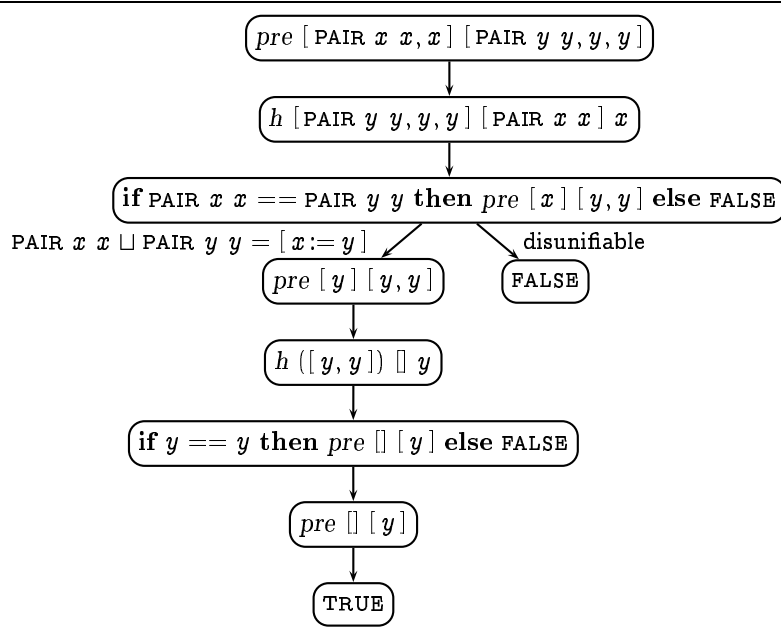 pre [ PAIR x x, x ] [ PAIR y y, y, y ]
h [ PAIR y y, y, y ] [ PAIR x x ] x
if PAIR x x == PAIR y y then pre [ x ] [ y, y ] else FALSE
PAIR x x ⊔ PAIR y y = [ x := y ]
disunifiable
pre [ y ] [ y, y ]
FALSE
h ([ y, y ]) [] y
if y == y then pre [] [ y ] else FALSE
pre [] [ y ]
TRUE